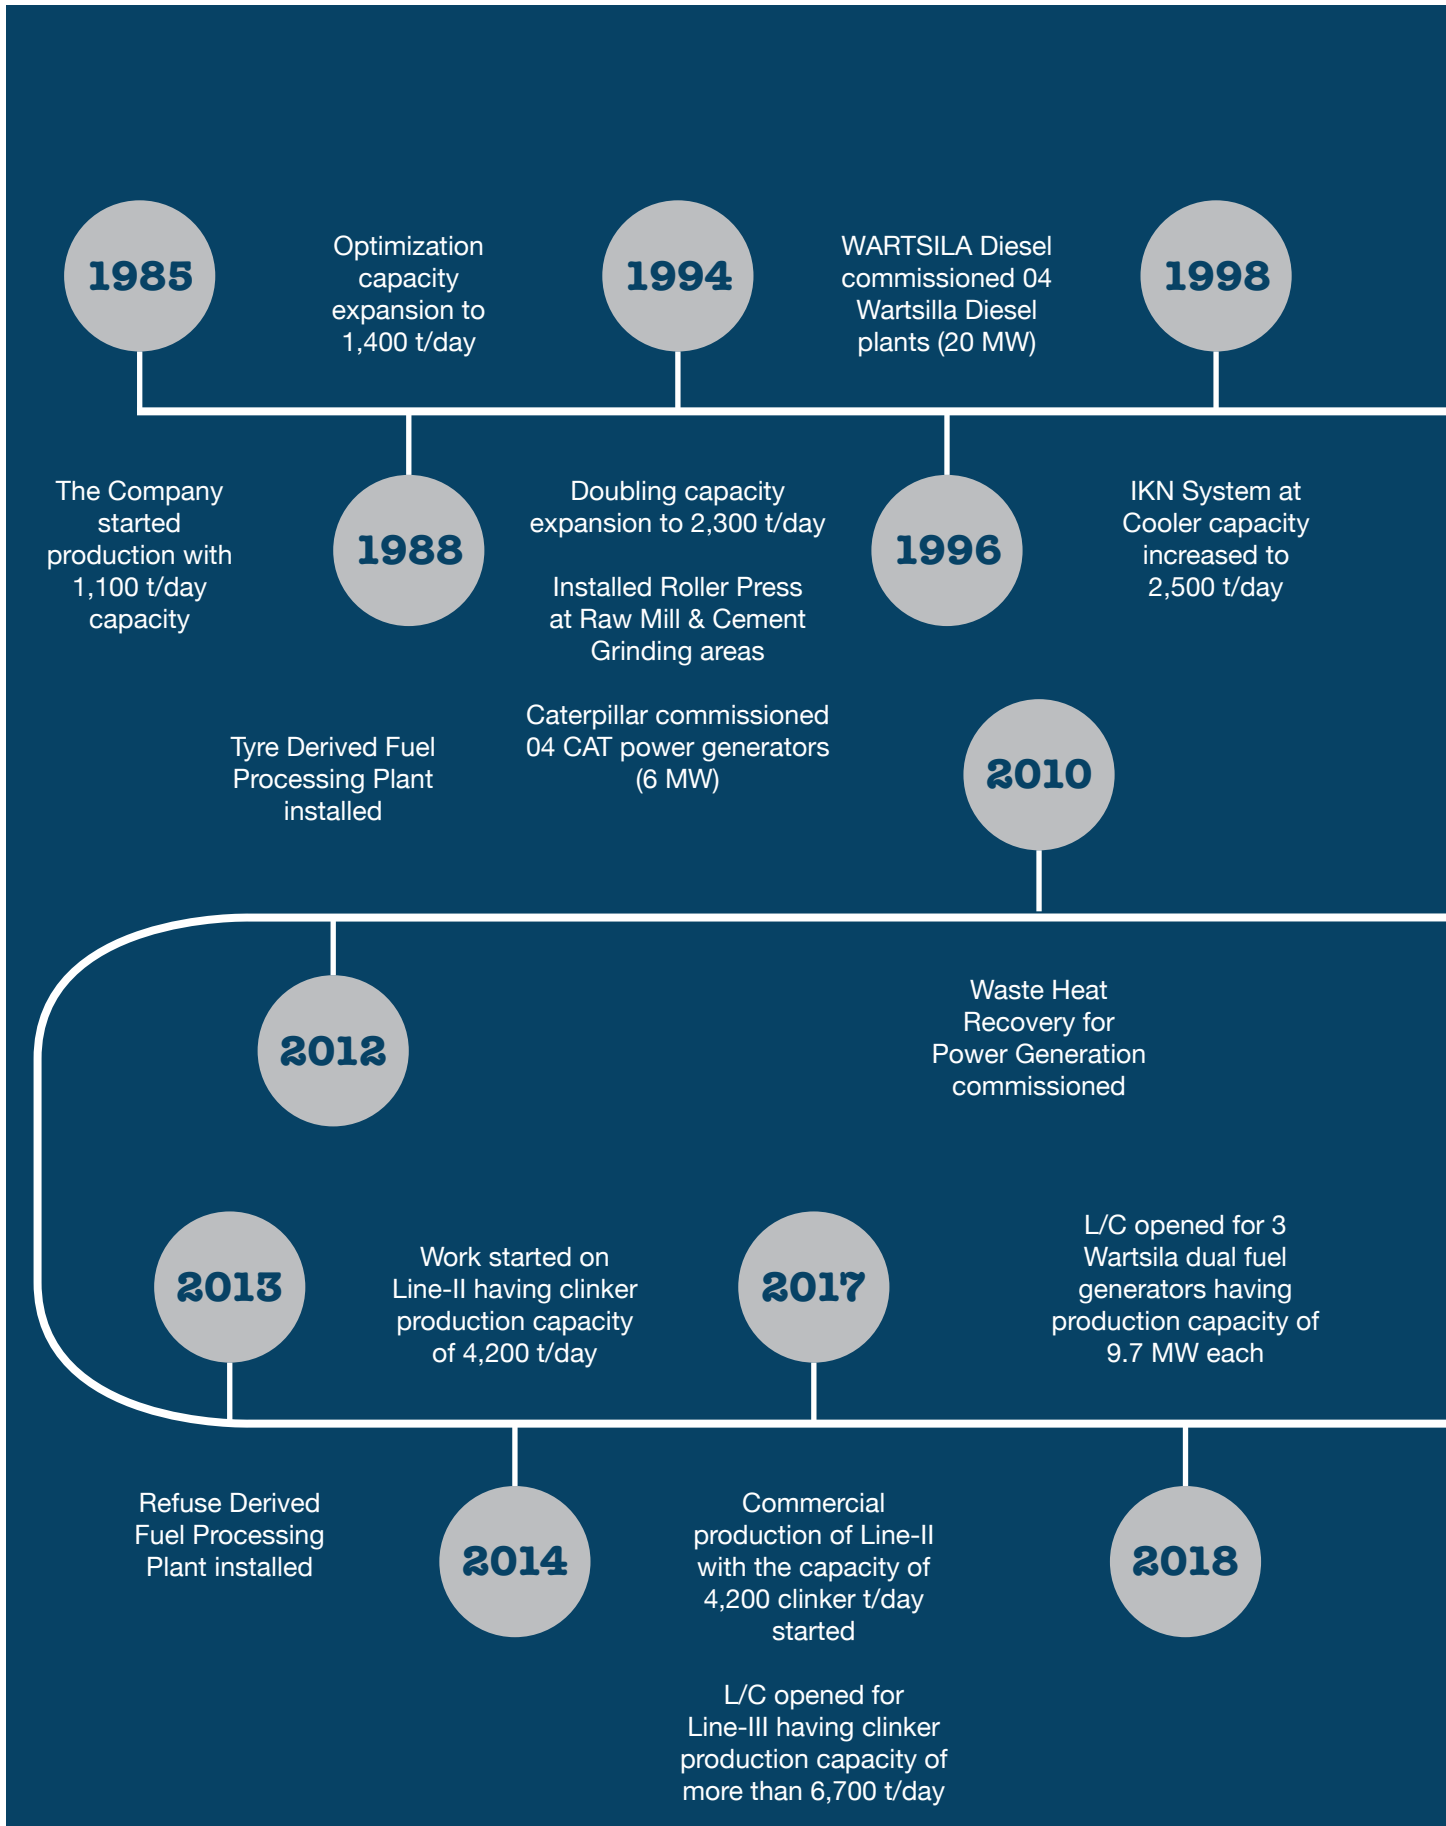 1985
The Company
started
production with
1,100 t/day
capacity
Optimization
capacity
expansion to
1,400 t/day
1988
1994
Doubling capacity
expansion to 2,300 t/day
Installed Roller Press
at Raw Mill & Cement
Grinding areas
Caterpillar commissioned
04 CAT power generators
(6 MW)
WARTSILA Diesel
commissioned 04
Wartsilla Diesel
plants (20 MW)
1996
1998
IKN System at
Cooler capacity
increased to
2,500 t/day
2010
Waste Heat
Recovery for
Power Generation
commissioned
Tyre Derived Fuel
Processing Plant
installed
2012
2013
Refuse Derived
Fuel Processing
Plant installed
Work started on
Line-II having clinker
production capacity
of 4,200 t/day
2014
2017
Commercial
production of Line-II
with the capacity of
4,200 clinker t/day
started
L/C opened for
Line-III having clinker
production capacity of
more than 6,700 t/day
L/C opened for 3
Wartsila dual fuel
generators having
production capacity of
9.7 MW each
2018